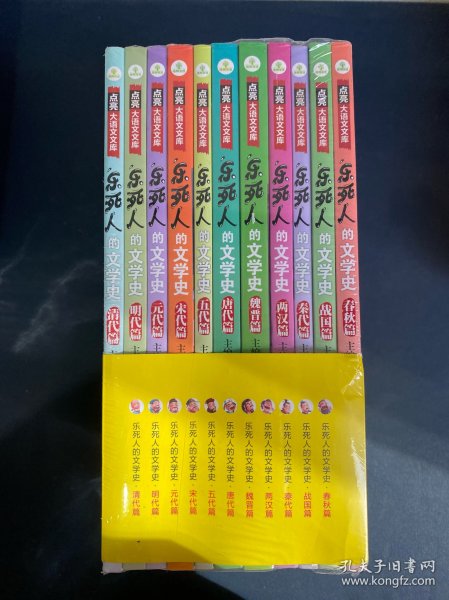 点亮大语文文库
乐死人的文学史
清代篇
主
点亮大语文文库
乐死人的文学史
明代篇
主
点亮大语文文库
乐死人的文学史
元代篇
主
点亮大语文文库
乐死人的文学史
宋代篇
主
点亮大语文文库
乐死人的文学史
五代篇
主
点亮大语文文库
乐死人的文学史
唐代篇
主
点亮大语文文库
乐死人的文学史
魏晋篇
主
点亮大语文文库
乐死人的文学史
两汉篇
主
点亮大语文文库
乐死人的文学史
秦代篇
主
点亮大语文文库
乐死人的文学史
战国篇
主
点亮大语文文库
乐死人的文学史
春秋篇
主
乐死人的文学史·清代篇
乐死人的文学史·明代篇
乐死人的文学史·元代篇
乐死人的文学史·宋代篇
乐死人的文学史·五代篇
乐死人的文学史·唐代篇
乐死人的文学史·魏晋篇
乐死人的文学史·两汉篇
乐死人的文学史·秦代篇
乐死人的文学史·战国篇
乐死人的文学史·春秋篇
孔夫子旧书网
www.kongfz.com